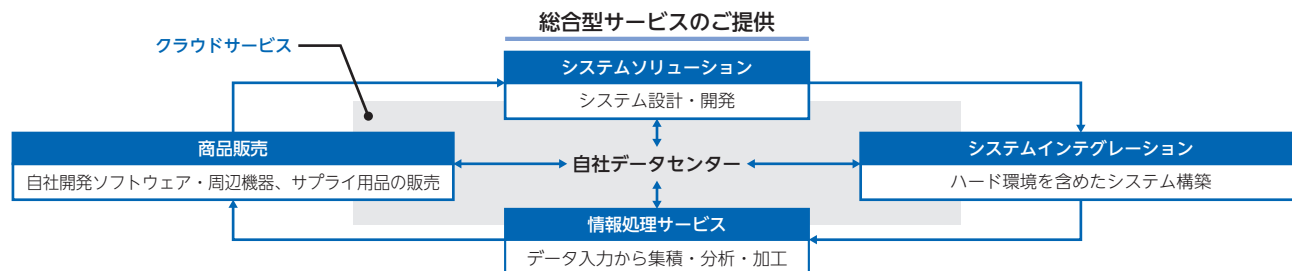 総合型サービスのご提供
クラウドサービス
システムソリューション
システム設計・開発
商品販売
自社開発ソフトウェア・周辺機器、サプライ用品の販売
自社データセンター
システムインテグレーション
ハード環境を含めたシステム構築
情報処理サービス
データ入力から集積・分析・加工